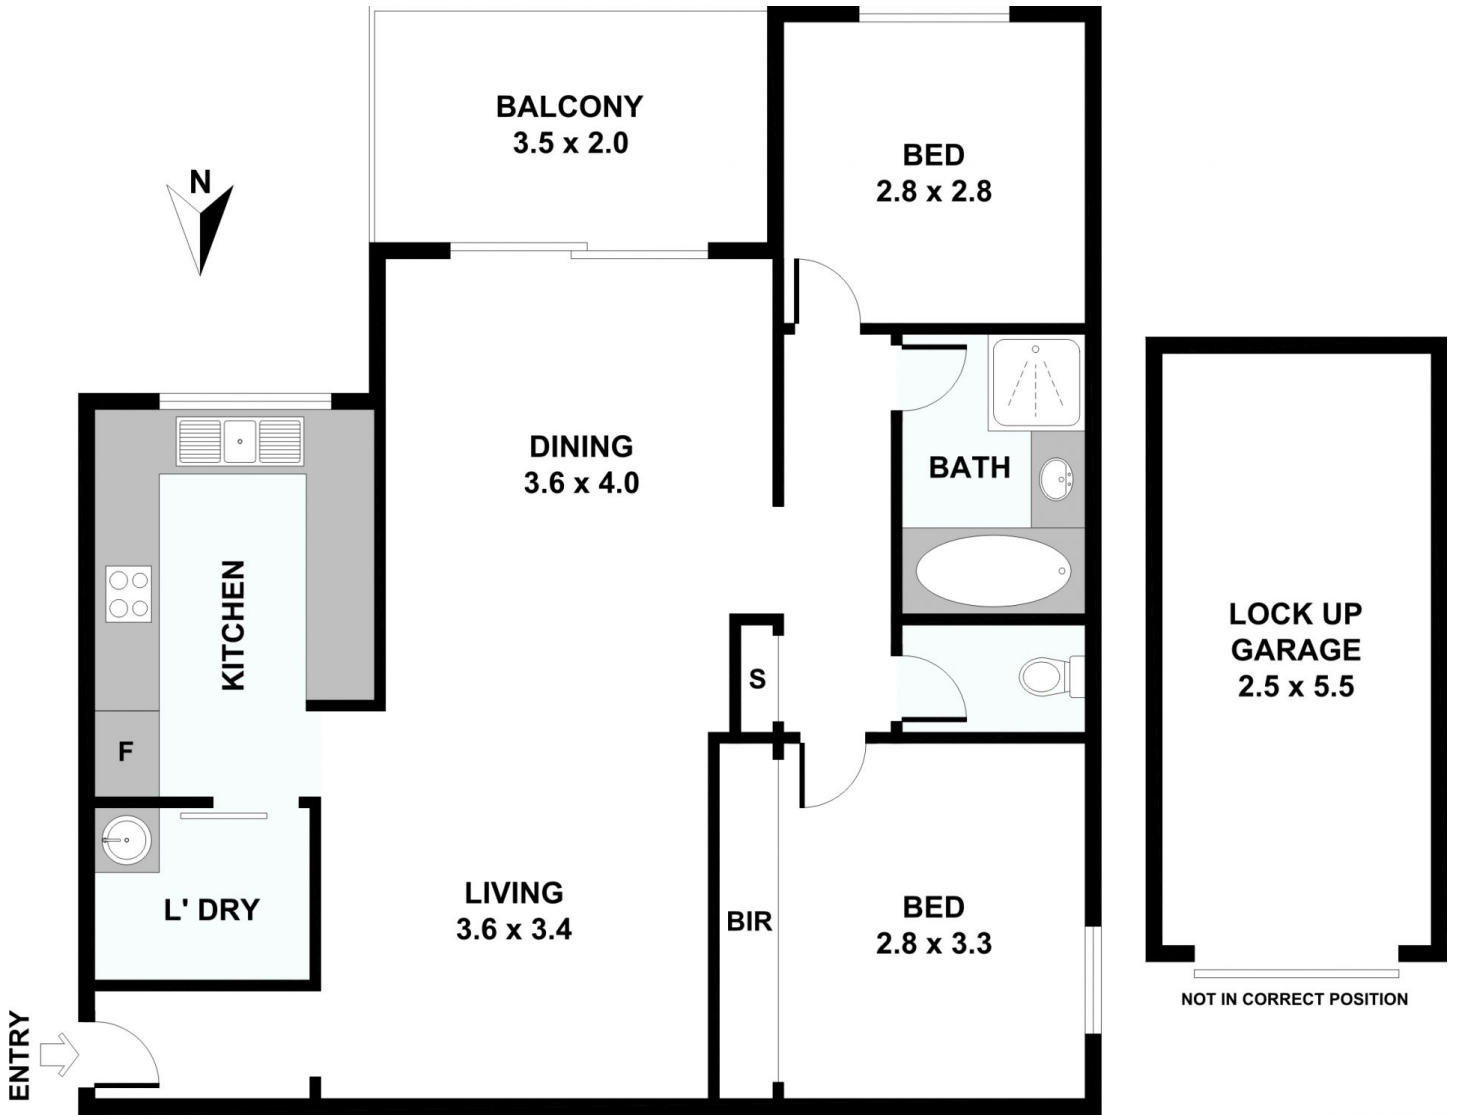 BALCONY
3.5 x 2.0
BED
2.8 x 2.8
N
DINING
3.6 x 4.0
BATH
KITCHEN
LOCK UP
GARAGE
2.5 x 5.5
S
F
LIVING
3.6 x 3.4
L' DRY
BIR
BED
2.8 x 3.3
NOT IN CORRECT POSITION
ENTRY